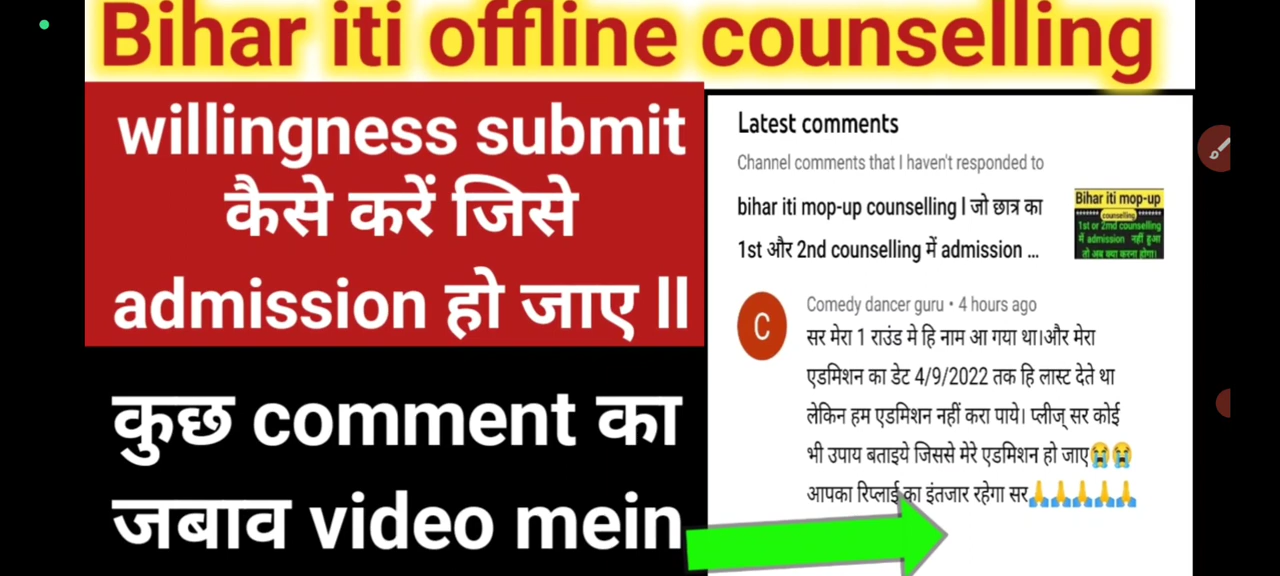 Bihar iti offline counselling
willingness submit
कैसे करें जिसे
admission हो जाए ll
कुछ comment का
जबाव video mein
Latest comments
Channel comments that I haven't responded to
bihar iti mop-up counselling l जो छात्र का
1st और 2nd counselling में admission ...
Bihar iti mop-up
counselling
1st or 2nd counselling
में admission नहीं हुआ
तो अब क्या करना होगा।
C
Comedy dancer guru • 4 hours ago
सर मेरा 1 राउंड मे हि नाम आ गया था।और मेरा
एडमिशन का डेट 4/9/2022 तक हि लास्ट देते था
लेकिन हम एडमिशन नहीं करा पाये। प्लीज् सर कोई
भी उपाय बताइये जिससे मेरे एडमिशन हो जाए😭😭
आपका रिप्लाई का इंतजार रहेगा सर🙏🙏🙏🙏🙏